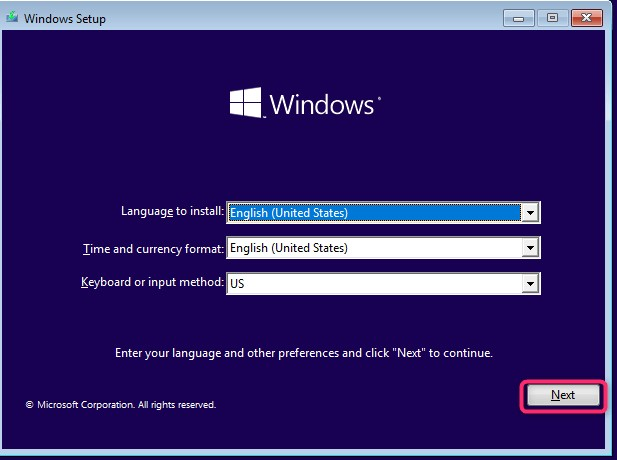 Windows Setup
Windows
Language to install: English (United States)
Time and currency format: English (United States)
Keyboard or input method: US
Enter your language and other preferences and click "Next" to continue.
Next
© Microsoft Corporation. All rights reserved.